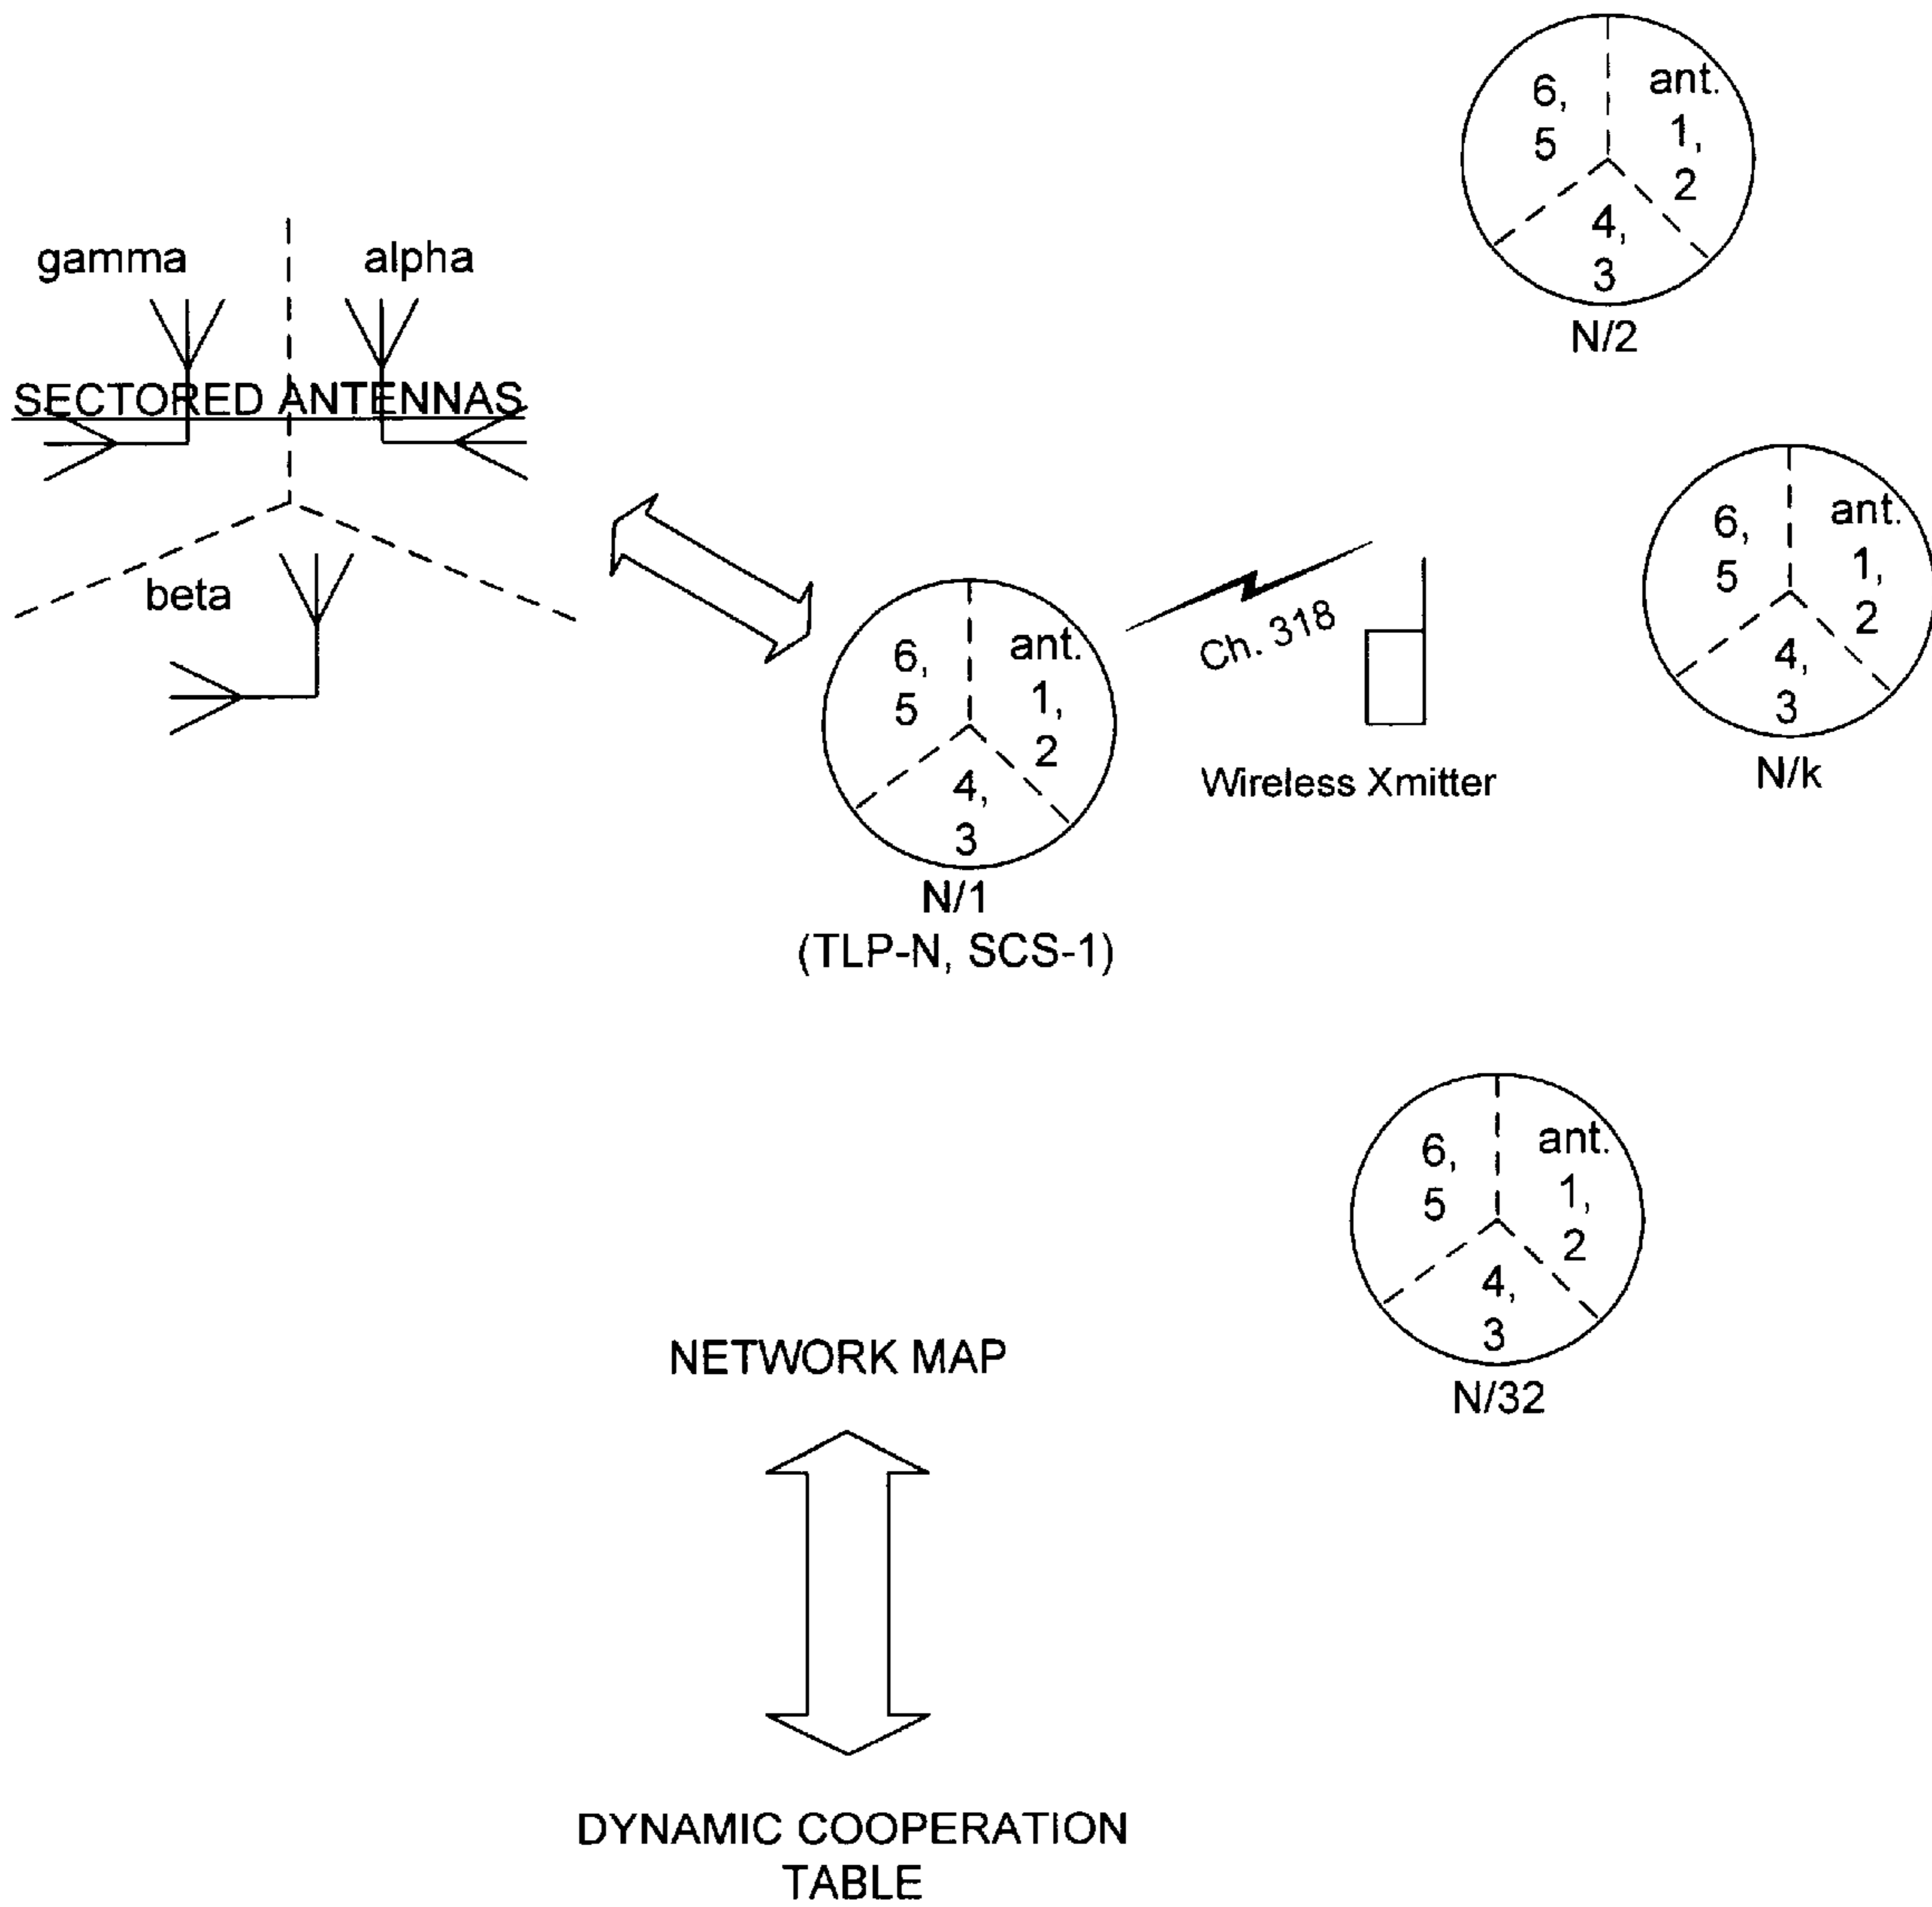 gamma
alpha
SECTORED ANTENNAS
beta
6,
5
ant.
1,
2
4,
3
N/2
6,
5
ant.
1,
2
4,
3
N/k
Ch. 318
Wireless Xmitter
6,
5
ant.
1,
2
4,
3
N/1
(TLP-N, SCS-1)
6,
5
ant.
1,
2
4,
3
N/32
NETWORK MAP
DYNAMIC COOPERATION
TABLE